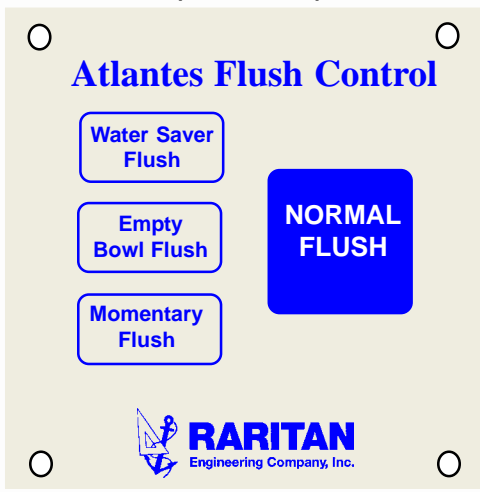 Atlantes Flush Control
Water Saver
Flush
Empty
Bowl Flush
Momentary
Flush
NORMAL
FLUSH
RARITAN
Engineering Company, Inc.